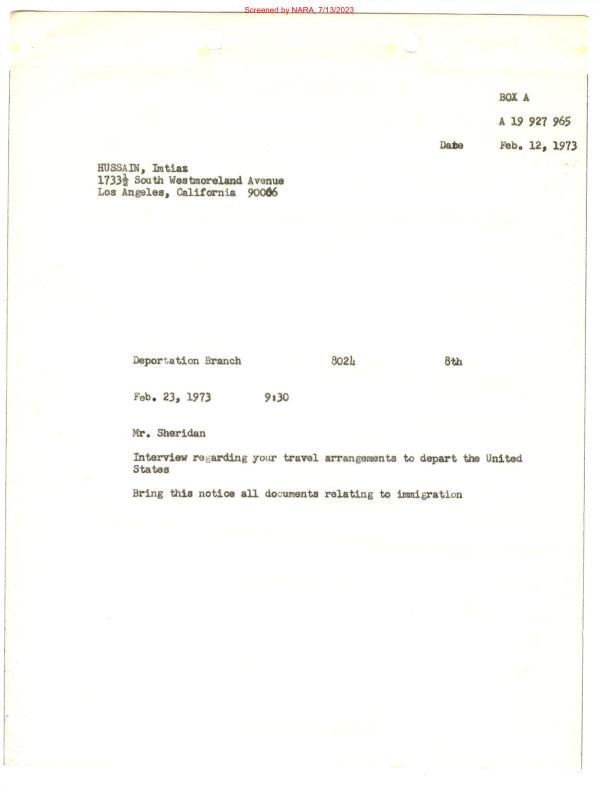 Screened by NARA, 7/13/2023
BOX A
A 19 927 965
Date Feb. 12, 1973
HUSSAIN, Imtiaz
1733½ South Westmoreland Avenue
Los Angeles, California 90006
Deportation Branch 8024 8th
Feb. 23, 1973 9:30
Mr. Sheridan
Interview regarding your travel arrangements to depart the United
States
Bring this notice all documents relating to immigration